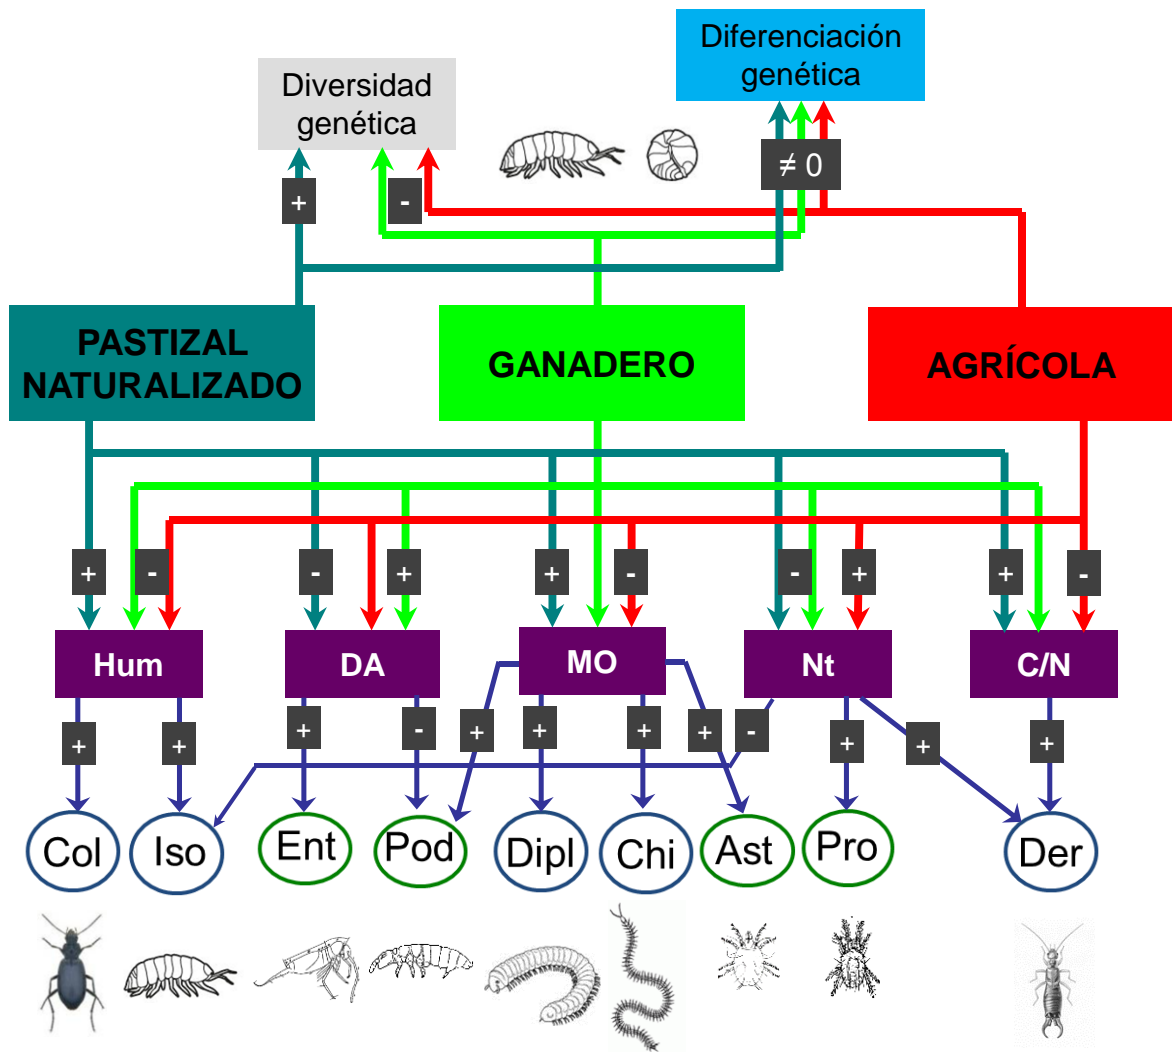 Diferenciación
genética
Diversidad
genética
≠ 0
+
-
PASTIZAL
NATURALIZADO
GANADERO
AGRÍCOLA
+
-
-
+
+
-
-
+
+
-
Hum
DA
MO
Nt
C/N
+
+
+
-
+
+
+
+
-
+
+
+
Col
Iso
Ent
Pod
Dipl
Chi
Ast
Pro
Der